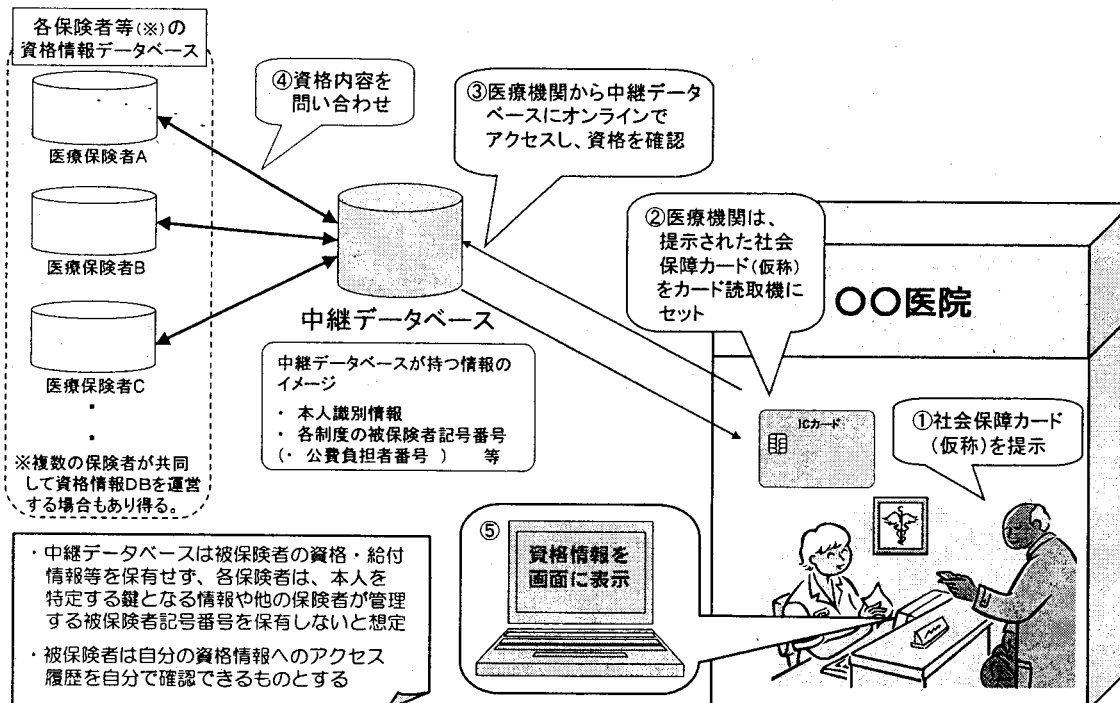 各保険者等(※)の
資格情報データベース
医療保険者A
医療保険者B
医療保険者C
・
・
※複数の保険者が共同
して資格情報DBを運営
する場合もあり得る。
④資格内容を
問い合わせ
③医療機関から中継データ
ベースにオンラインで
アクセスし、資格を確認
②医療機関は、
提示された社会
保障カード(仮称)
をカード読取機に
セット
中継データベース
中継データベースが持つ情報の
イメージ
・ 本人識別情報
・ 各制度の被保険者記号番号
(・ 公費負担者番号 ) 等
〇〇医院
ICカード
①社会保障カード
(仮称)を提示
⑤
資格情報を
画面に表示
・中継データベースは被保険者の資格・給付
情報等を保有せず、各保険者は、本人を
特定する鍵となる情報や他の保険者が管理
する被保険者記号番号を保有しないと想定
・被保険者は自分の資格情報へのアクセス
履歴を自分で確認できるものとする